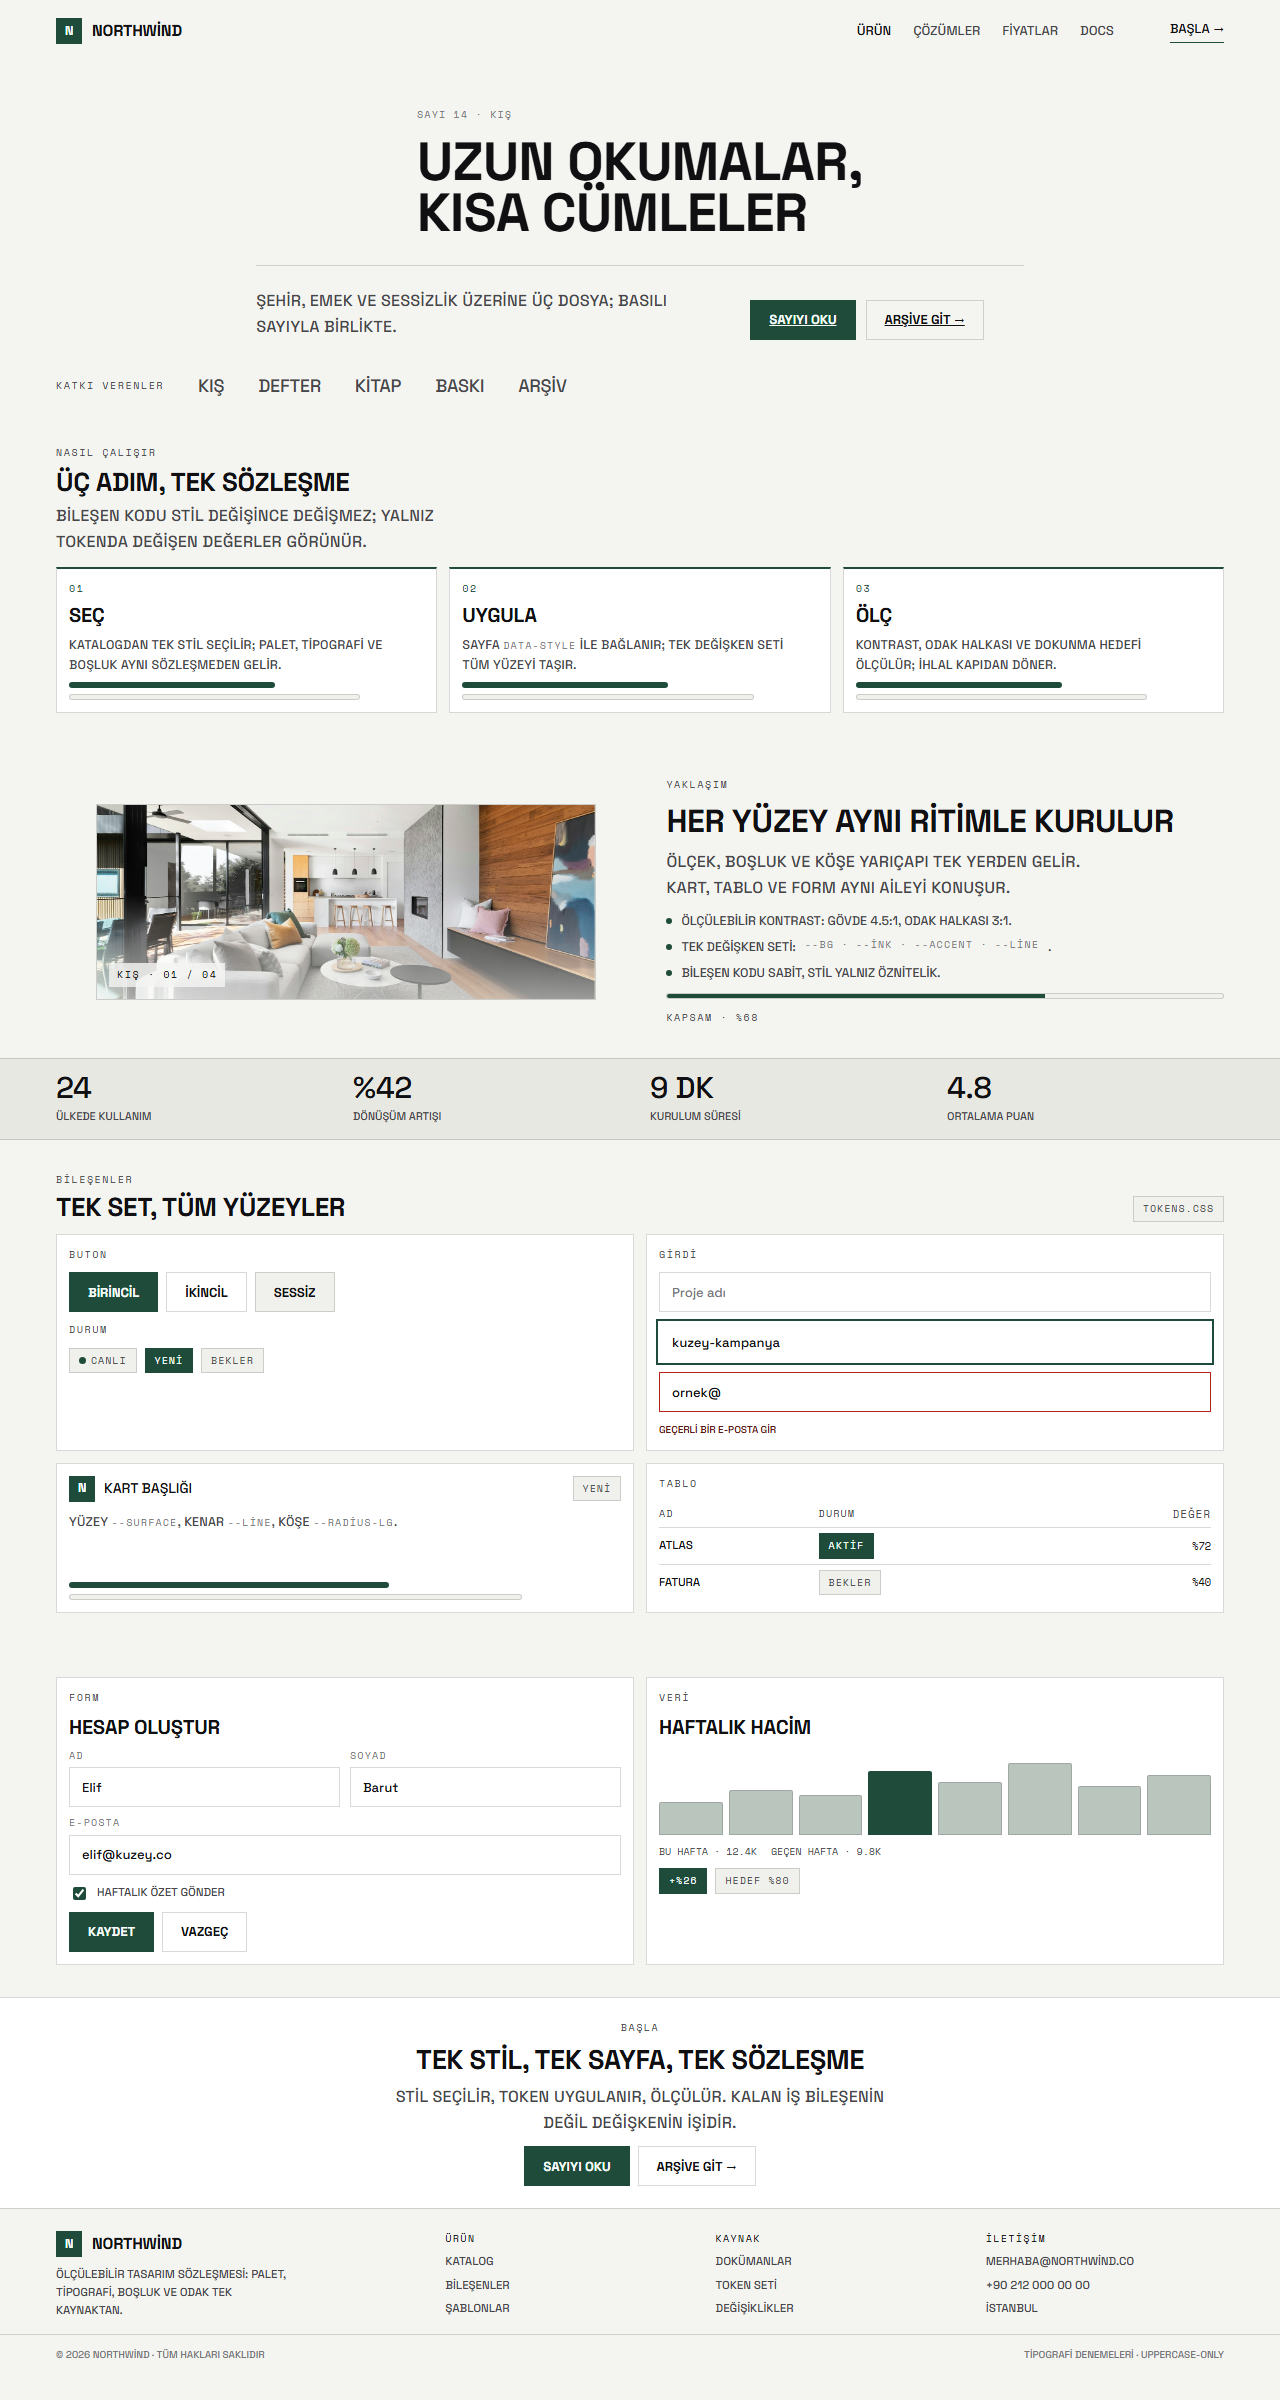 N NORTHWİND
ÜRÜN ÇÖZÜMLER FİYATLAR DOCS BAŞLA →
SAYI 14 · KIŞ
UZUN OKUMALAR,
KISA CÜMLELER
ŞEHİR, EMEK VE SESSİZLİK ÜZERİNE ÜÇ DOSYA; BASILI
SAYIYLA BİRLİKTE.
SAYIYI OKU ARŞİVE GİT →
KATKI VERENLER KIŞ DEFTER KİTAP BASKI ARŞİV
NASIL ÇALIŞIR
ÜÇ ADIM, TEK SÖZLEŞME
BİLEŞEN KODU STİL DEĞİŞİNCE DEĞİŞMEZ; YALNIZ
TOKENDA DEĞİŞEN DEĞERLER GÖRÜNÜR.
01
SEÇ
KATALOGDAN TEK STİL SEÇİLİR; PALET, TİPOGRAFİ VE
BOŞLUK AYNI SÖZLEŞMEDEN GELİR.
02
UYGULA
SAYFA DATA-STYLE İLE BAĞLANIR; TEK DEĞİŞKEN SETİ
TÜM YÜZEYİ TAŞIR.
03
ÖLÇ
KONTRAST, ODAK HALKASI VE DOKUNMA HEDEFİ
ÖLÇÜLÜR; İHLAL KAPIDAN DÖNER.
KIŞ · 01 / 04
YAKLAŞIM
HER YÜZEY AYNI RİTİMLE KURULUR
ÖLÇEK, BOŞLUK VE KÖŞE YARIÇAPI TEK YERDEN GELİR.
KART, TABLO VE FORM AYNI AİLEYİ KONUŞUR.
ÖLÇÜLEBİLİR KONTRAST: GÖVDE 4.5:1, ODAK HALKASI 3:1.
TEK DEĞİŞKEN SETİ: --BG · --İNK · --ACCENT · --LİNE .
BİLEŞEN KODU SABİT, STİL YALNIZ ÖZNİTELİK.
KAPSAM · %68
24
ÜLKEDE KULLANIM
%42
DÖNÜŞÜM ARTIŞI
9 DK
KURULUM SÜRESİ
4.8
ORTALAMA PUAN
BİLEŞENLER
TEK SET, TÜM YÜZEYLER
TOKENS.CSS
BUTON
BİRİNCİL İKİNCİL SESSİZ
DURUM
CANLI YENİ BEKLER
GİRDİ
Proje adı
kuzey-kampanya
ornek@
GEÇERLİ BİR E-POSTA GİR
N KART BAŞLIĞI YENİ
YÜZEY --SURFACE, KENAR --LİNE, KÖŞE --RADİUS-LG.
TABLO
AD DURUM DEĞER
ATLAS AKTİF %72
FATURA BEKLER %40
FORM
HESAP OLUŞTUR
AD SOYAD
Elif Barut
E-POSTA
elif@kuzey.co
HAFTALIK ÖZET GÖNDER
KAYDET VAZGEÇ
VERİ
HAFTALIK HACİM
BU HAFTA · 12.4K GEÇEN HAFTA · 9.8K
+%26 HEDEF %80
BAŞLA
TEK STİL, TEK SAYFA, TEK SÖZLEŞME
STİL SEÇİLİR, TOKEN UYGULANIR, ÖLÇÜLÜR. KALAN İŞ BİLEŞENİN
DEĞİL DEĞİŞKENİN İŞİDİR.
SAYIYI OKU ARŞİVE GİT →
N NORTHWİND
ÖLÇÜLEBİLİR TASARIM SÖZLEŞMESİ: PALET,
TİPOGRAFİ, BOŞLUK VE ODAK TEK
KAYNAKTAN.
ÜRÜN
KATALOG
BİLEŞENLER
ŞABLONLAR
KAYNAK
DOKÜMANLAR
TOKEN SETİ
DEĞİŞİKLİKLER
İLETİŞİM
MERHABA@NORTHWİND.CO
+90 212 000 00 00
İSTANBUL
© 2026 NORTHWİND · TÜM HAKLARI SAKLIDIR
TİPOGRAFİ DENEMELERİ · UPPERCASE-ONLY